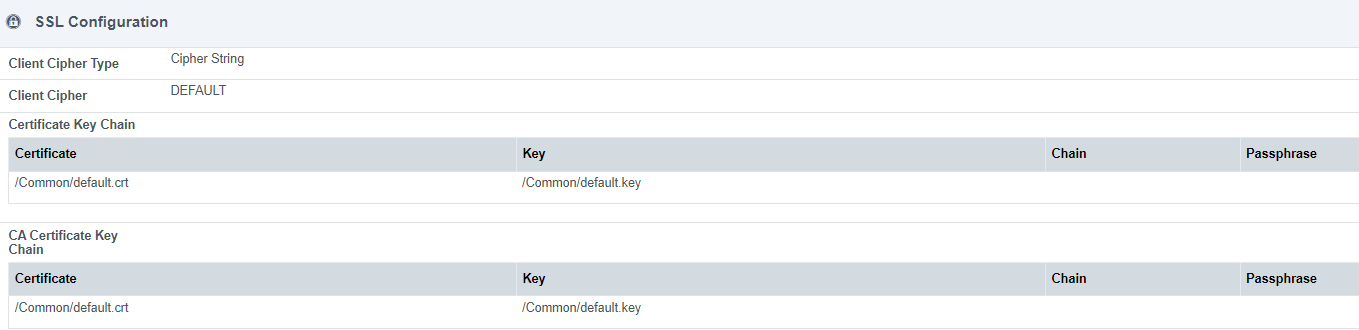 SSL Configuration
Client Cipher Type Cipher String
Client Cipher DEFAULT
Certificate Key Chain
Certificate Key Chain Passphrase
/Common/default.crt /Common/default.key
CA Certificate Key
Chain
Certificate Key Chain Passphrase
/Common/default.crt /Common/default.key